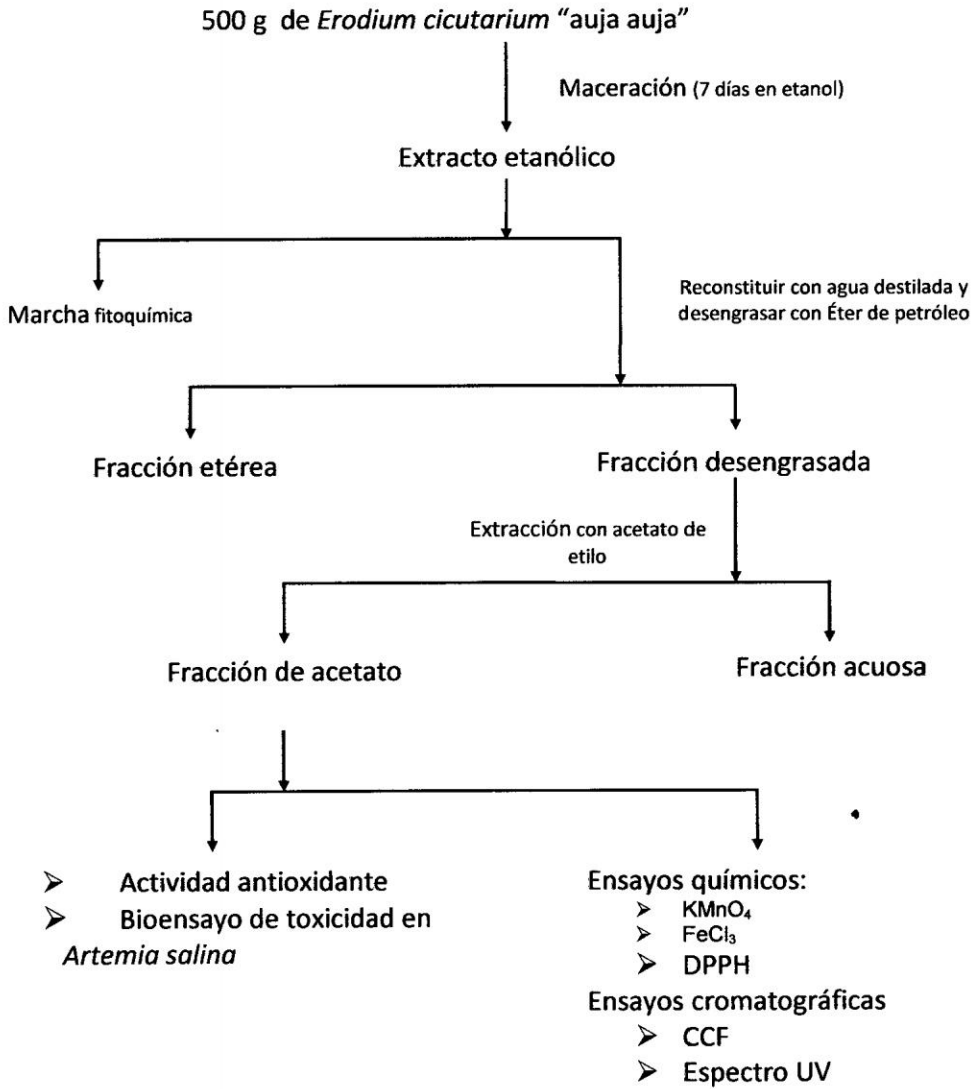 500 g de Erodium cicutarium “auja auja”
Maceración (7 días en etanol)
Extracto etanólico
Marcha fitoquímica
Reconstituir con agua destilada y
desengrasar con Éter de petróleo
Fracción etérea
Fracción desengrasada
Extracción con acetato de
etilo
Fracción de acetato
Fracción acuosa
➢ Actividad antioxidante
➢ Bioensayo de toxicidad en
Artemia salina
Ensayos químicos:
➢ KMnO₄
➢ FeCl₃
➢ DPPH
Ensayos cromatográficas
➢ CCF
➢ Espectro UV